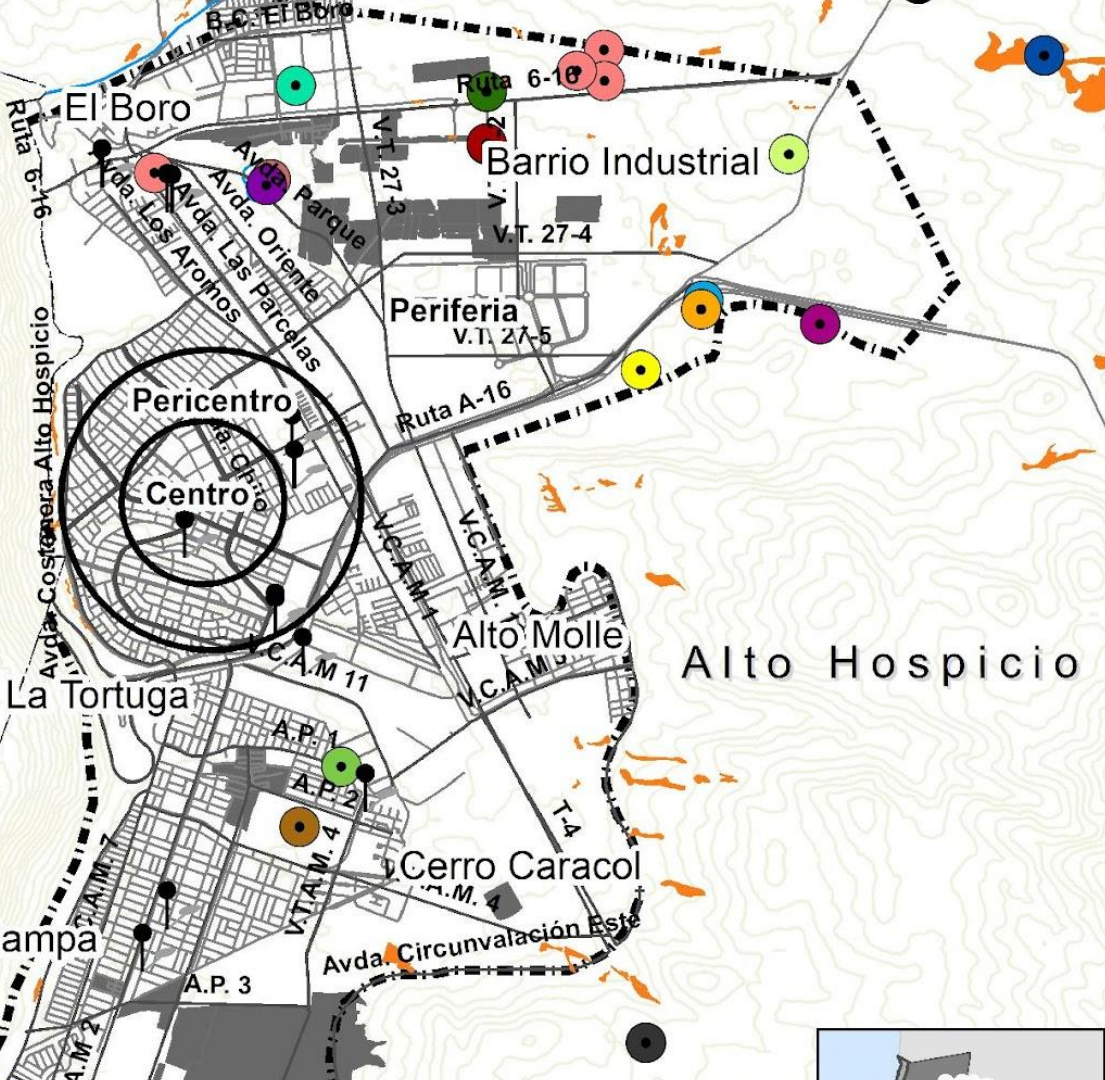 B.C. El Boro
Ruta 6-16
El Boro
Ruta 6-16
Avda. Parque
V.T. 27-3
Barrio Industrial
Avda. Oriente
Avda. Las Parcelas
Avda. Los Aromos
V.T. 27-4
Periferia
V.T. 27-5
Ruta A-16
Pericentro
Centro
Avda. Costanera Alto Hospicio
V.C.A.M 1
V.C.A.M.
Alto Molle
Alto Hospicio
V.C.A.M 11
La Tortuga
A.P. 1
A.P. 2
T-4
V.T.A.M. 4
Cerro Caracol
A.M. 4
C.A.M. 7
ampa
Avda. Circunvalación Este
A.P. 3
A.M 2